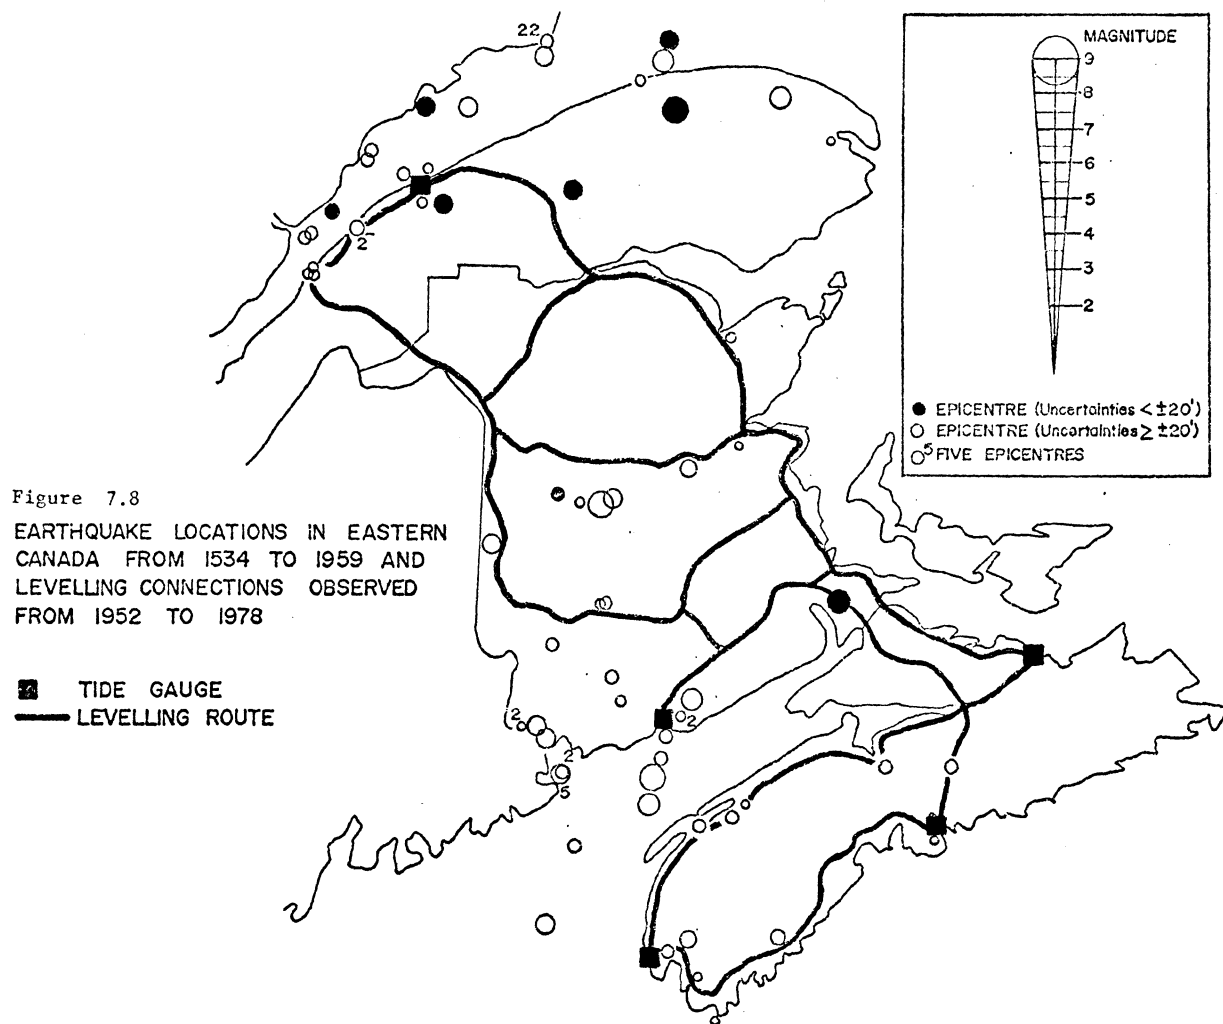 22
MAGNITUDE
9
8
7
6
5
4
3
2
EPICENTRE (Uncertainties < ±20')
EPICENTRE (Uncertainties ≥ ±20')
5 FIVE EPICENTRES
2
Figure 7.8
EARTHQUAKE LOCATIONS IN EASTERN
CANADA FROM 1534 TO 1959 AND
LEVELLING CONNECTIONS OBSERVED
FROM 1952 TO 1978
TIDE GAUGE
LEVELLING ROUTE
2
2
2
5